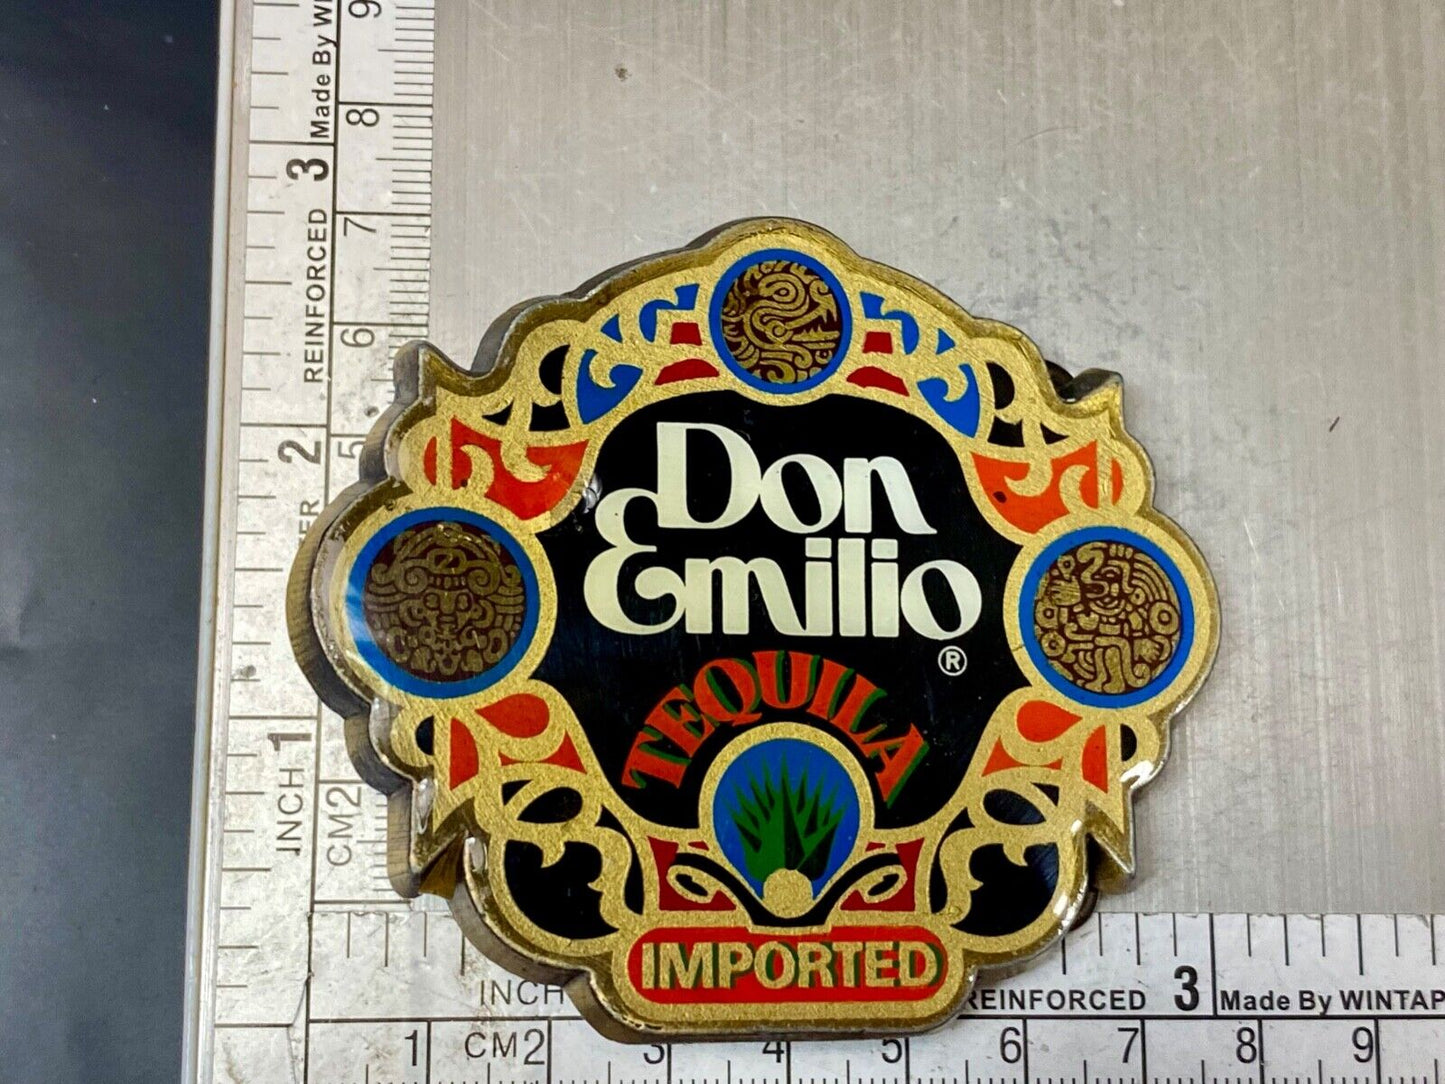 Don
Emilio
®
TEQUILA
IMPORTED
9
Made By WI
8
3
7
REINFORCED
6
2
5
1
INCH
CM2
INCH
REINFORCED 3 Made By WINTAP
1 CM2 3 4 5 6 7 8 9